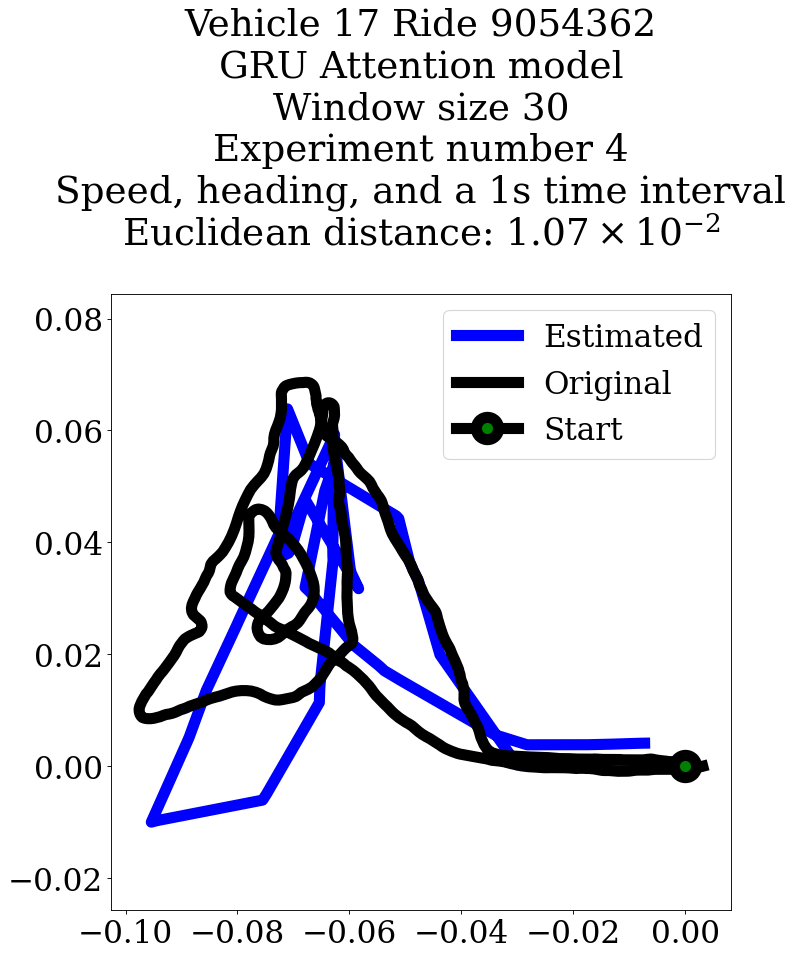 Vehicle 17 Ride 9054362
GRU Attention model
Window size 30
Experiment number 4
Speed, heading, and a 1s time interval
Euclidean distance: 1.07 × 10⁻²
Estimated
Original
Start
0.08
0.06
0.04
0.02
0.00
−0.02
−0.10 −0.08 −0.06 −0.04 −0.02 0.00